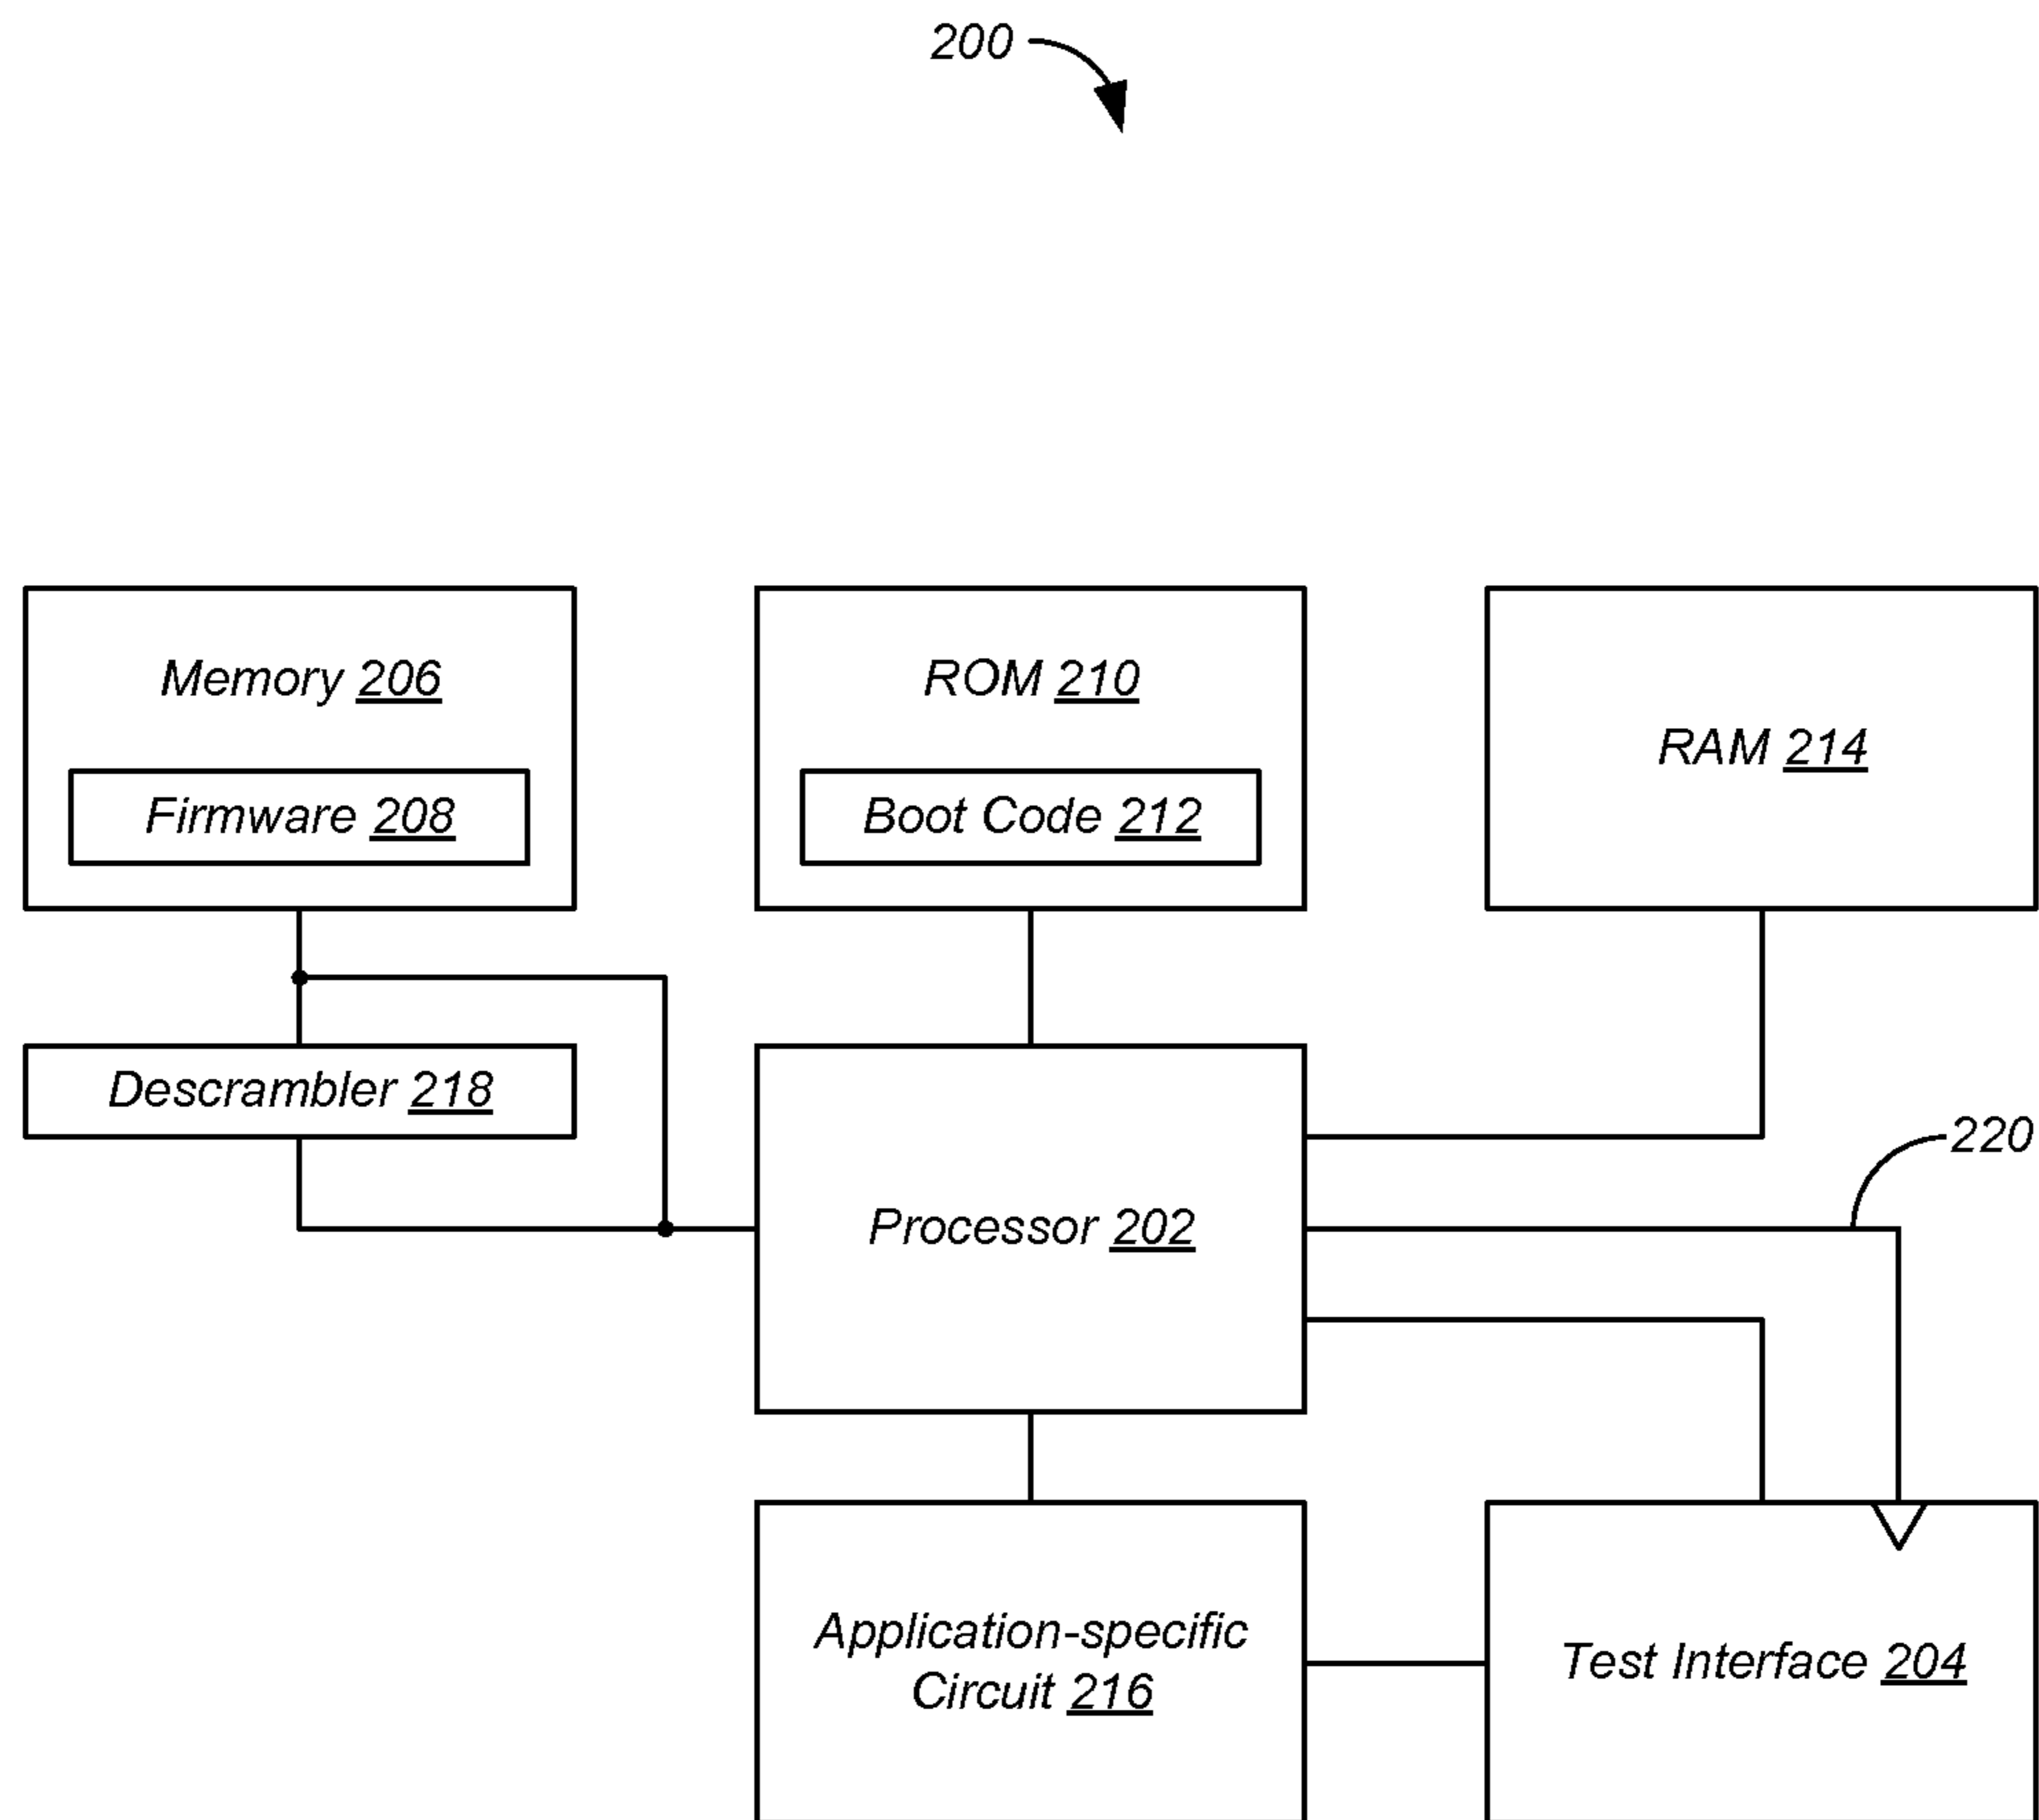 200
Memory 206
ROM 210
RAM 214
Firmware 208
Boot Code 212
Descrambler 218
220
Processor 202
Application-specific
Circuit 216
Test Interface 204